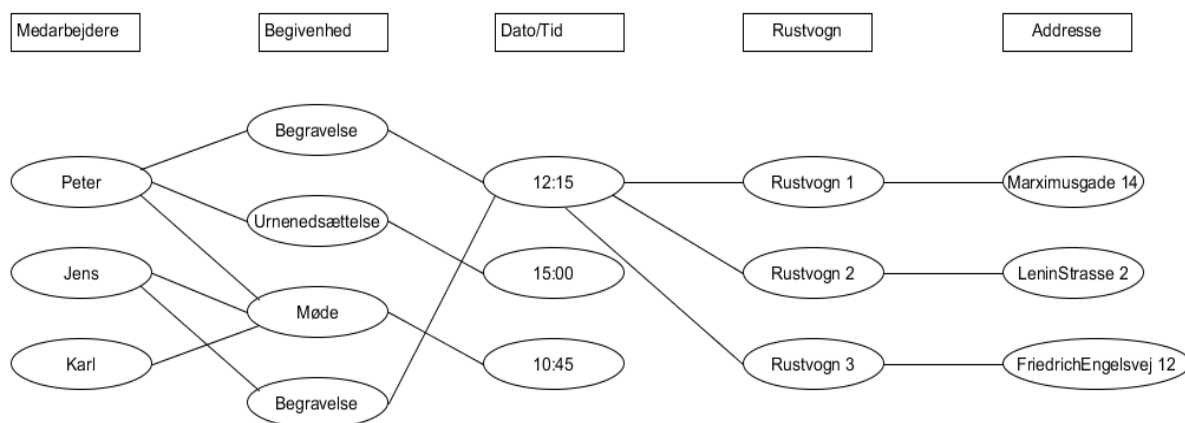 Medarbejdere Begivenhed Dato/Tid Rustvogn Addresse
Begravelse
Peter 12:15 Rustvogn 1 Marximusgade 14
Urnenedsættelse
Jens 15:00 Rustvogn 2 LeninStrasse 2
Møde
Karl 10:45 Rustvogn 3 FriedrichEngelsvej 12
Begravelse